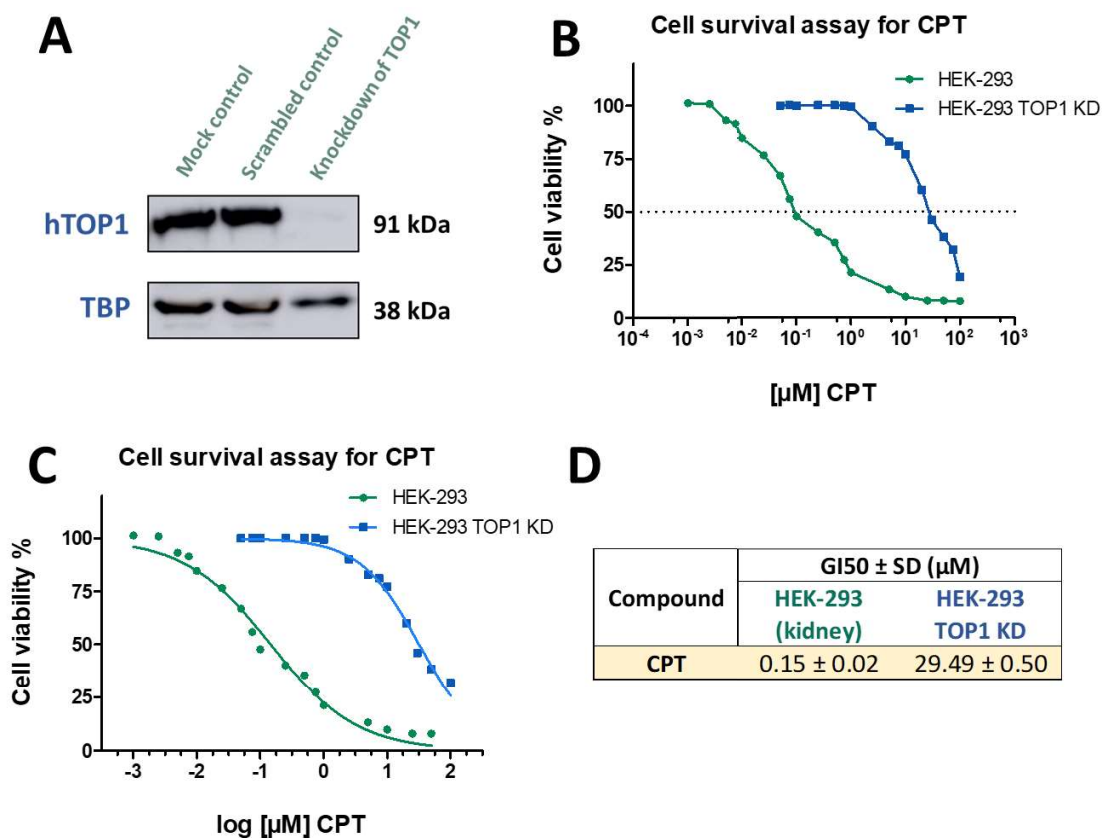 A
Mock control
Scrambled control
Knockdown of TOP1
hTOP1
91 kDa
TBP
38 kDa
B
Cell survival assay for CPT
HEK-293
HEK-293 TOP1 KD
Cell viability %
100
75
50
25
0
10⁻⁴ 10⁻³ 10⁻² 10⁻¹ 10⁰ 10¹ 10² 10³
[µM] CPT
C
Cell survival assay for CPT
HEK-293
HEK-293 TOP1 KD
Cell viability %
100
75
50
25
0
-3 -2 -1 0 1 2
log [µM] CPT
D
Compound
GI50 ± SD (µM)
HEK-293
(kidney)
HEK-293
TOP1 KD
CPT 0.15 ± 0.02 29.49 ± 0.50